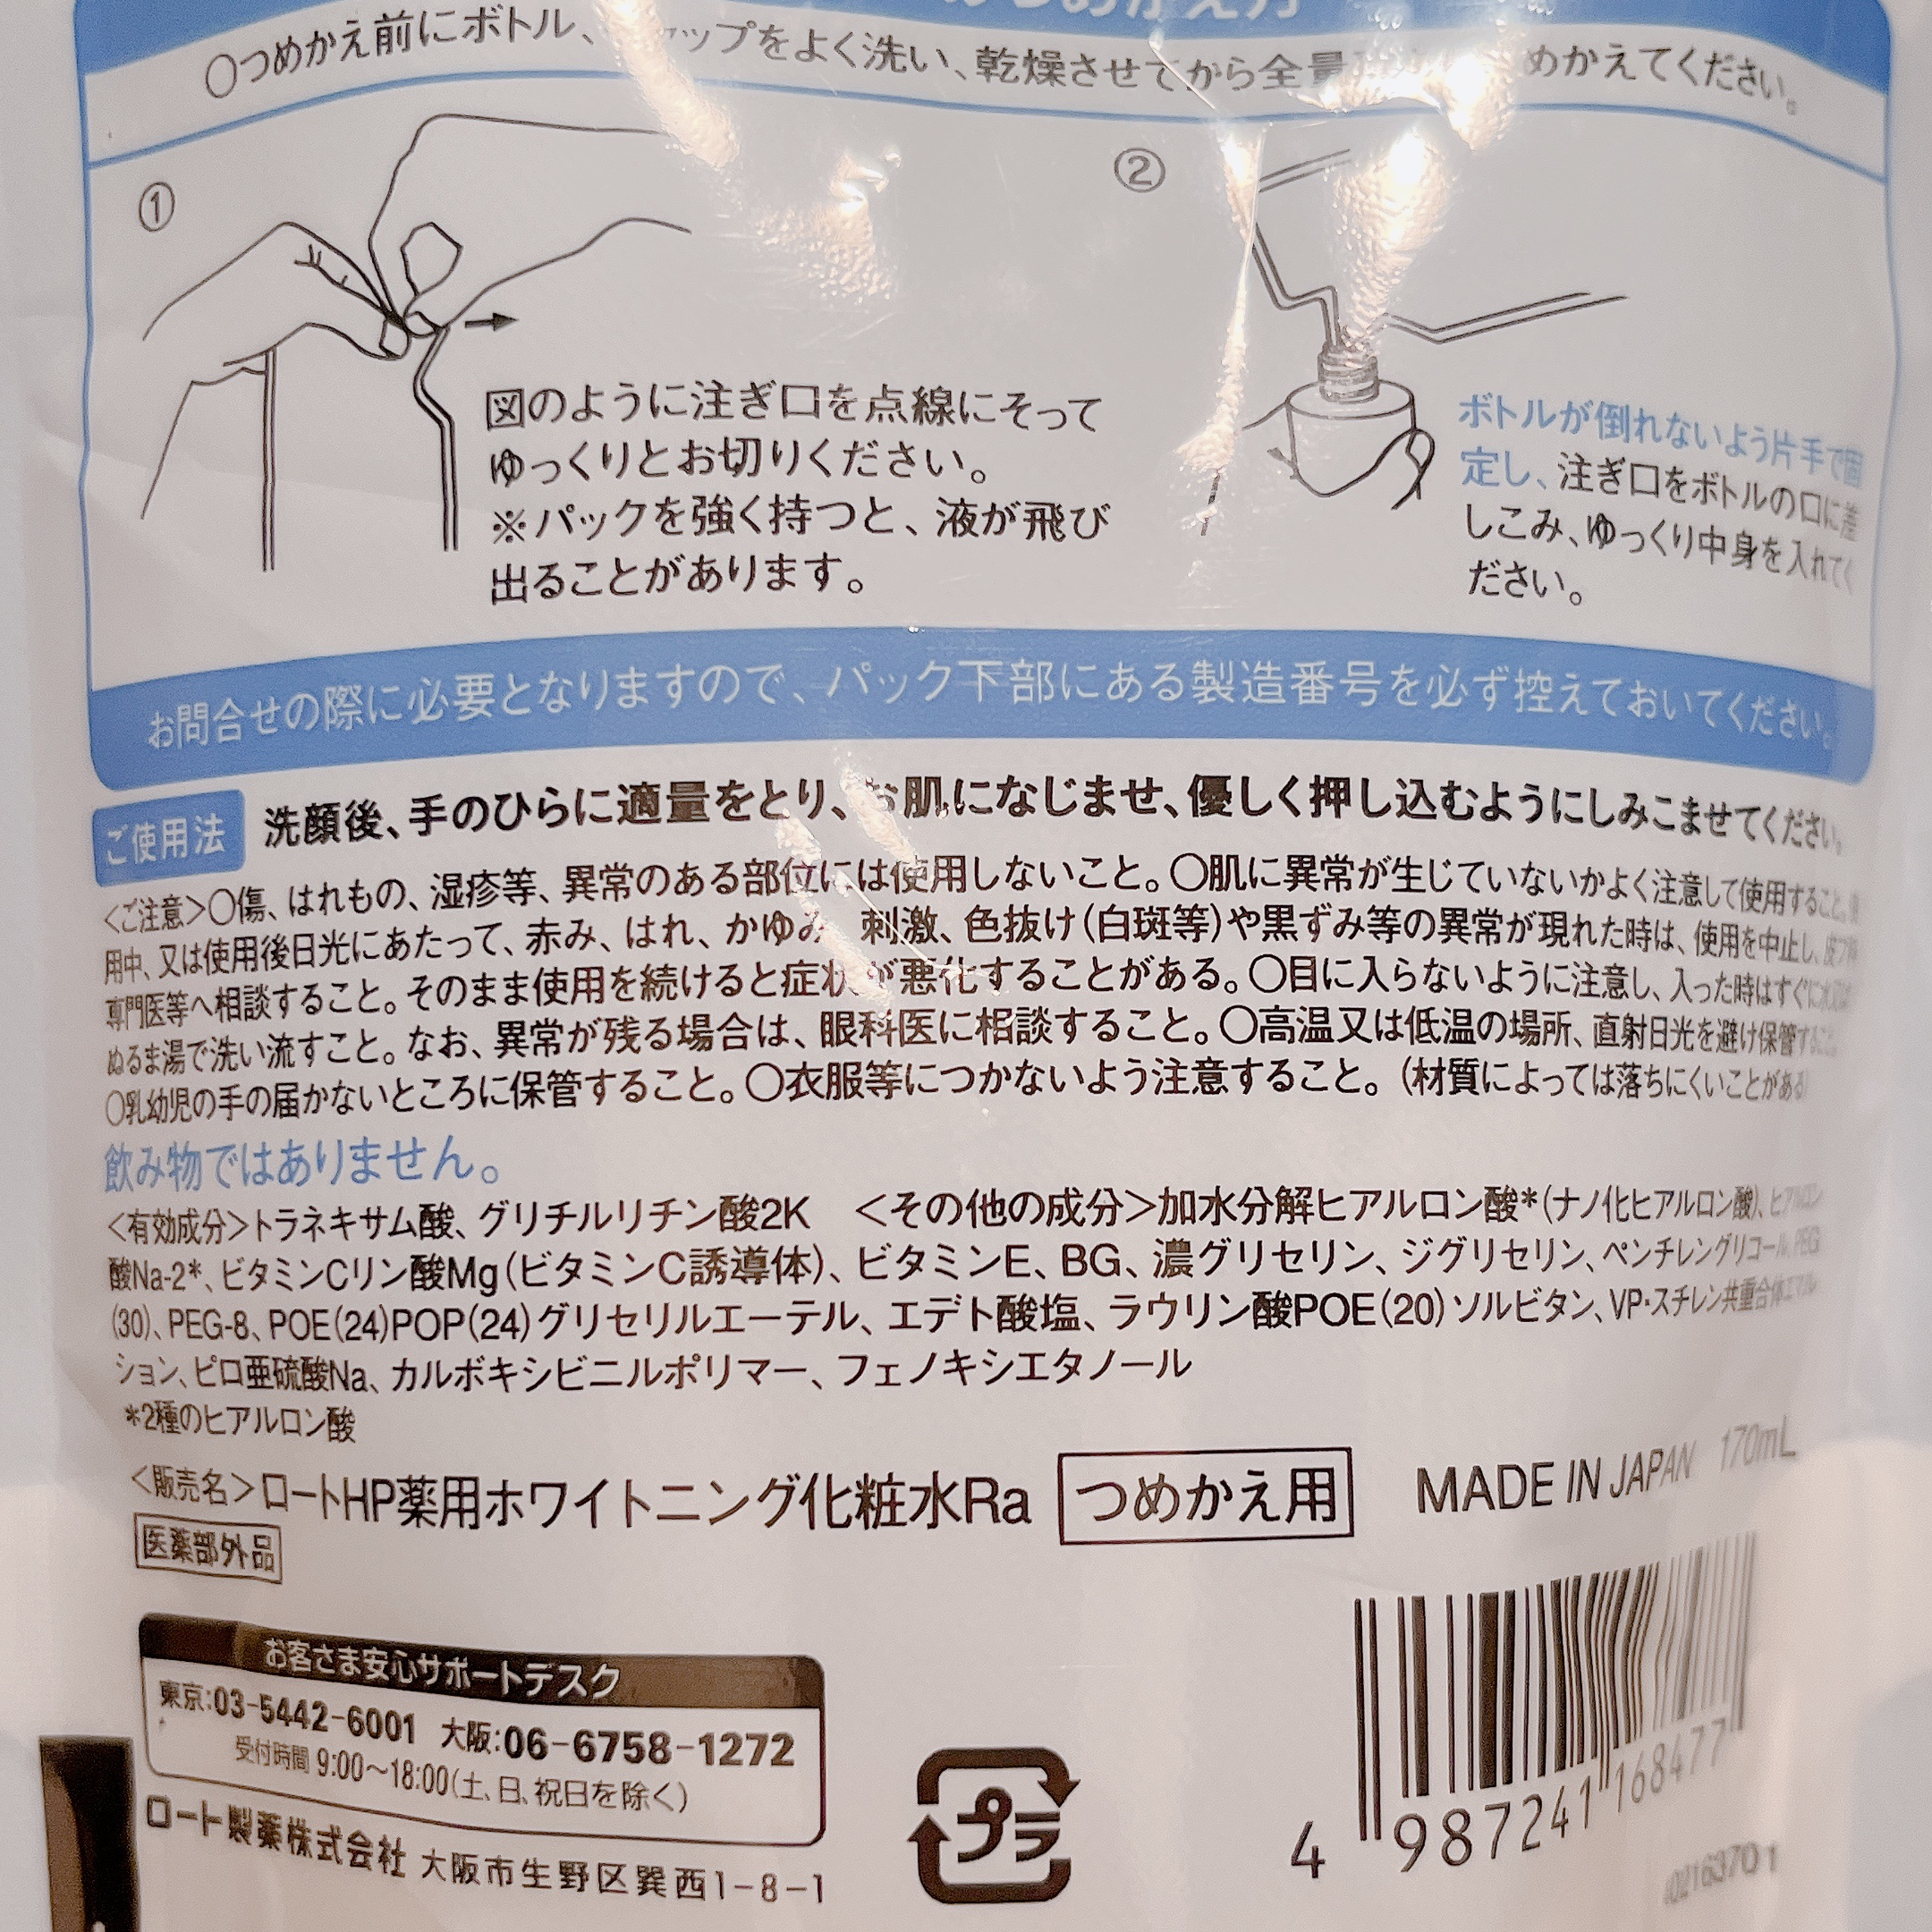 つめかえ方
○つめかえ前にボトル、キャップをよく洗い、乾燥させてから全量 めかえてください。
①
②
図のように注ぎ口を点線にそって
ゆっくりとお切りください。
※パックを強く持つと、液が飛び
出ることがあります。
ボトルが倒れないよう片手で固
定し、注ぎ口をボトルの口に差
しこみ、ゆっくり中身を入れてく
ださい。
お問合せの際に必要となりますので、パック下部にある製造番号を必ず控えておいてください。
ご使用法 洗顔後、手のひらに適量をとり、お肌になじませ、優しく押し込むようにしみこませてください。
<ご注意>○傷、はれもの、湿疹等、異常のある部位には使用しないこと。○肌に異常が生じていないかよく注意して使用すること。使
用中、又は使用後日光にあたって、赤み、はれ、かゆみ、刺激、色抜け(白斑等)や黒ずみ等の異常が現れた時は、使用を中止し、皮フ科
専門医等へ相談すること。そのまま使用を続けると症状が悪化することがある。○目に入らないように注意し、入った時はすぐに水又は
ぬるま湯で洗い流すこと。なお、異常が残る場合は、眼科医に相談すること。○高温又は低温の場所、直射日光を避け保管すること。
○乳幼児の手の届かないところに保管すること。○衣服等につかないよう注意すること。(材質によっては落ちにくいことがある)
飲み物ではありません。
<有効成分>トラネキサム酸、グリチルリチン酸2K <その他の成分>加水分解ヒアルロン酸*(ナノ化ヒアルロン酸)、ヒアルロン
酸Na-2*、ビタミンCリン酸Mg(ビタミンC誘導体)、ビタミンE、BG、濃グリセリン、ジグリセリン、ペンチレングリコール、PEG
(30)、PEG-8、POE(24)POP(24)グリセリルエーテル、エデト酸塩、ラウリン酸POE(20)ソルビタン、VP・スチレン共重合体エマル
ション、ピロ亜硫酸Na、カルボキシビニルポリマー、フェノキシエタノール
*2種のヒアルロン酸
<販売名>ロートHP薬用ホワイトニング化粧水Ra つめかえ用 MADE IN JAPAN 170mL
医薬部外品
お客さま安心サポートデスク
東京:03-5442-6001 大阪:06-6758-1272
受付時間 9:00～18:00(土、日、祝日を除く)
ロート製薬株式会社 大阪市生野区巽西1-8-1
プラ
4 987241 168477